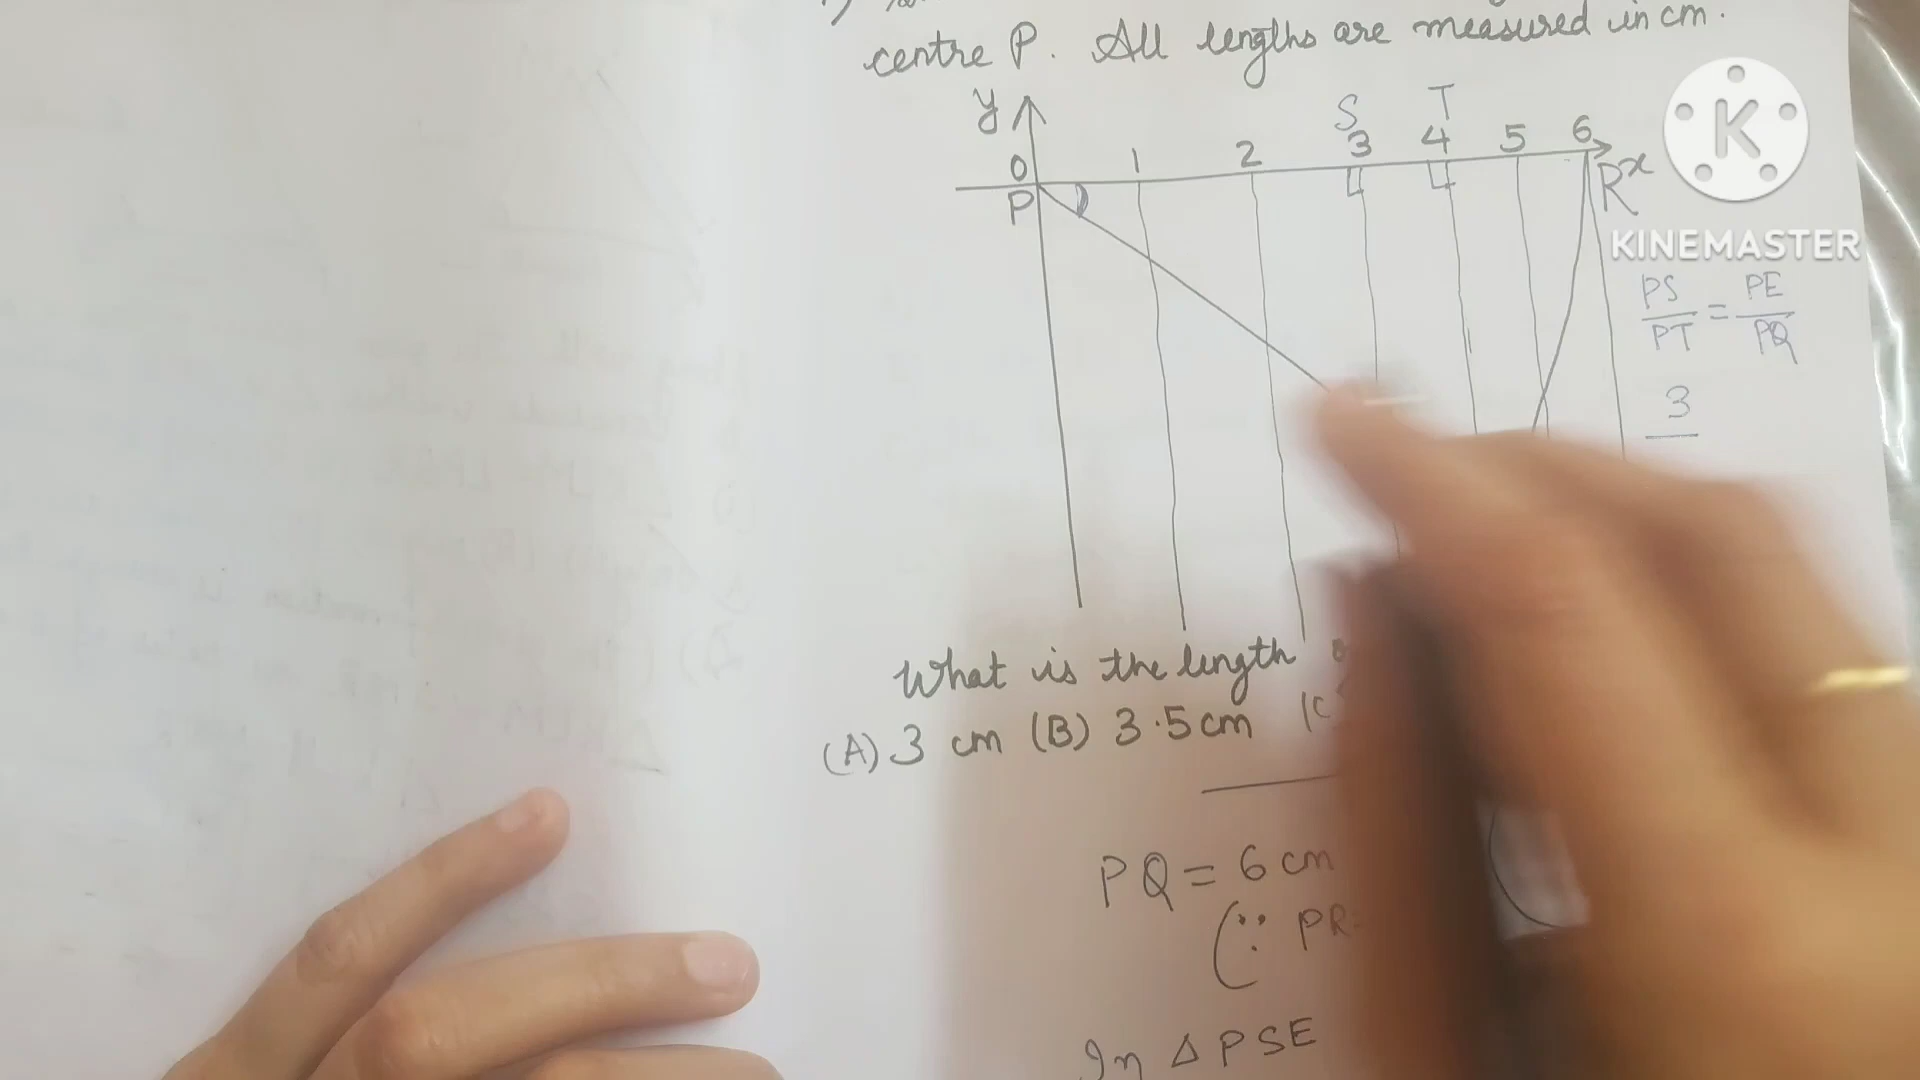 centre P. All lengths are measured in cm.
y
S T
0 1 2 3 4 5 6
P R x
K
KINEMASTER
PS/PT = PE/PQ
3
What is the length
(A) 3 cm (B) 3.5 cm (C
PQ = 6 cm
(∵ PR
In Δ PSE